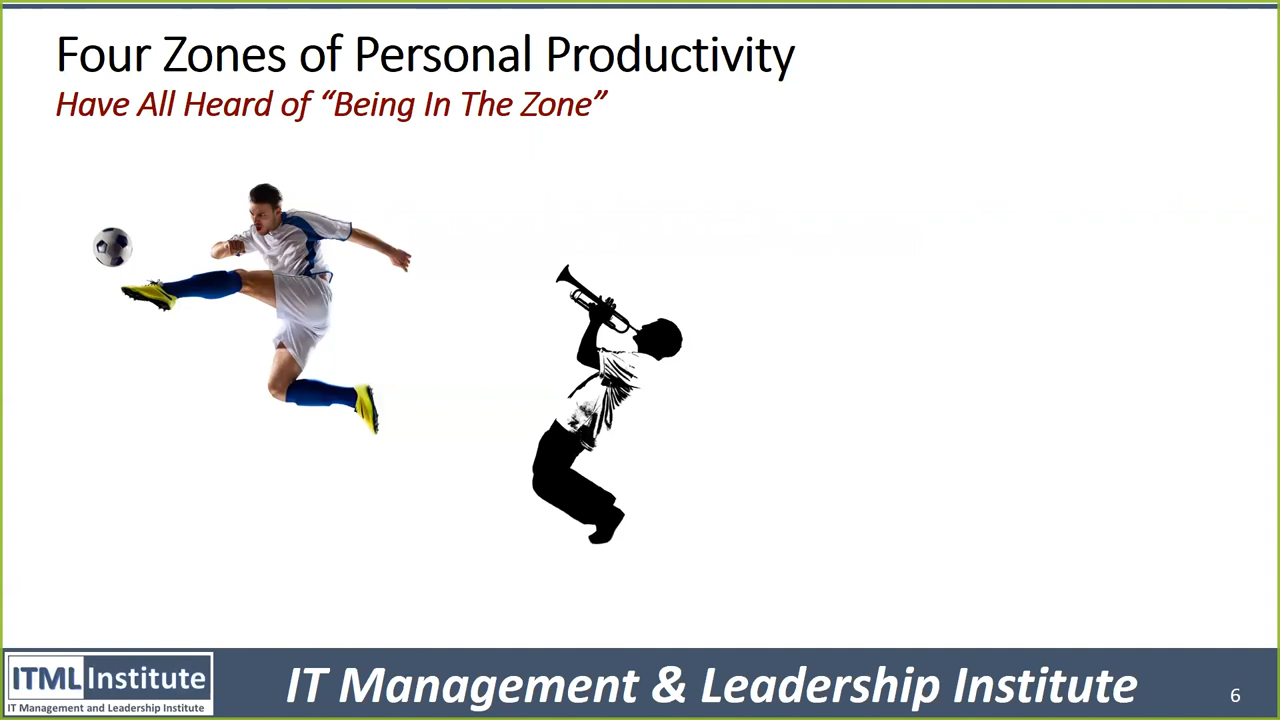 Four Zones of Personal Productivity
Have All Heard of “Being In The Zone”
ITML Institute
IT Management and Leadership Institute
IT Management & Leadership Institute
6